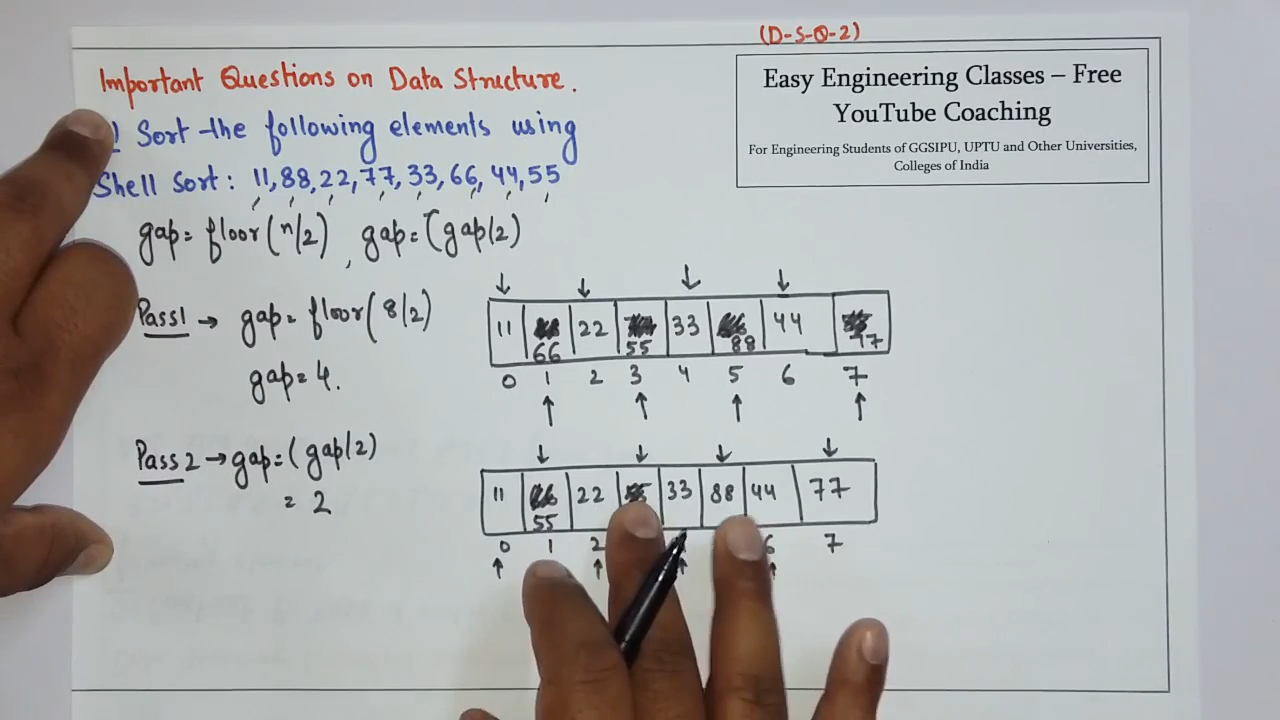 (D-S-Q-2)
Important Questions on Data Structure.
Easy Engineering Classes – Free
YouTube Coaching
For Engineering Students of GGSIPU, UPTU and Other Universities,
Colleges of India
Sort the following elements using
Shell Sort: 11, 88, 22, 77, 33, 66, 44, 55
gap = floor(n/2), gap = (gap/2)
Pass1 → gap = floor(8/2)
gap = 4.
11 22 33 44
66 55 88 77
0 1 2 3 4 5 6 7
Pass 2 → gap = (gap/2)
= 2
11 22 33 88 44 77
55
0 1 2 6 7